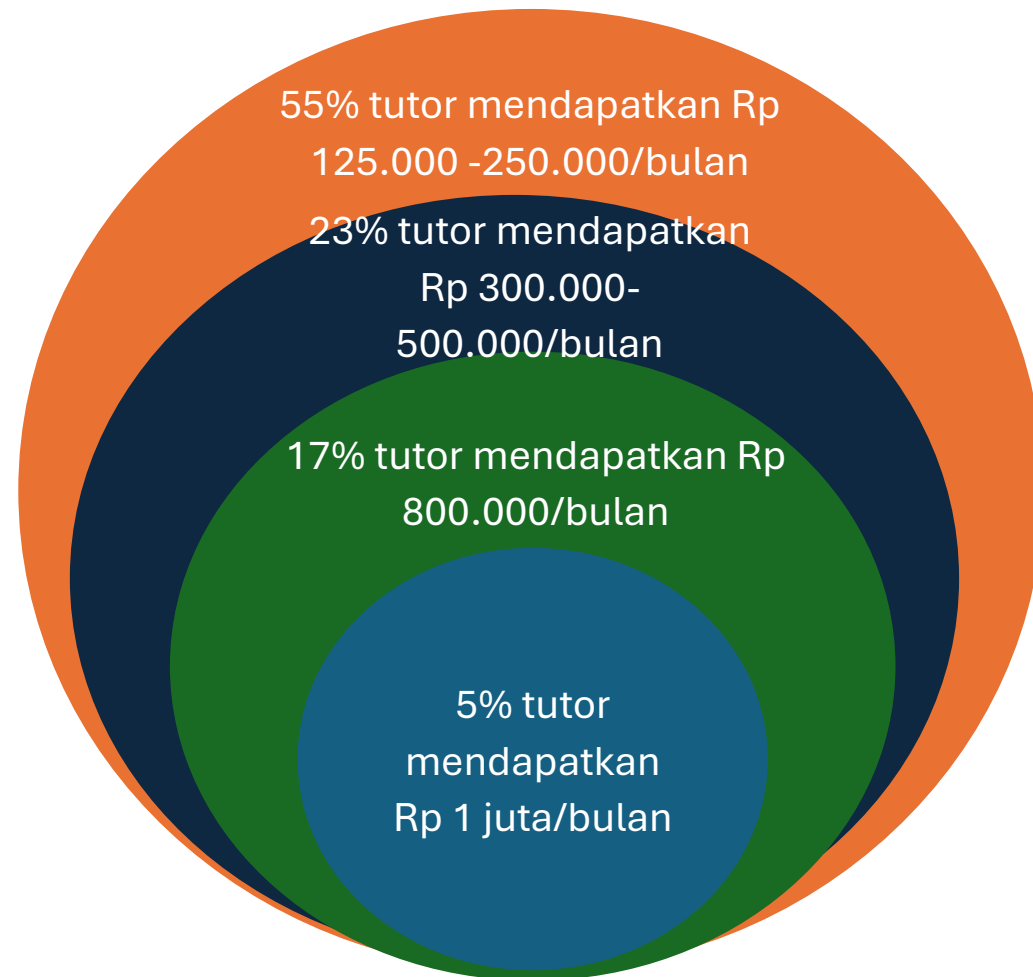 55% tutor mendapatkan Rp
125.000 -250.000/bulan
23% tutor mendapatkan
Rp 300.000-
500.000/bulan
17% tutor mendapatkan Rp
800.000/bulan
5% tutor
mendapatkan
Rp 1 juta/bulan